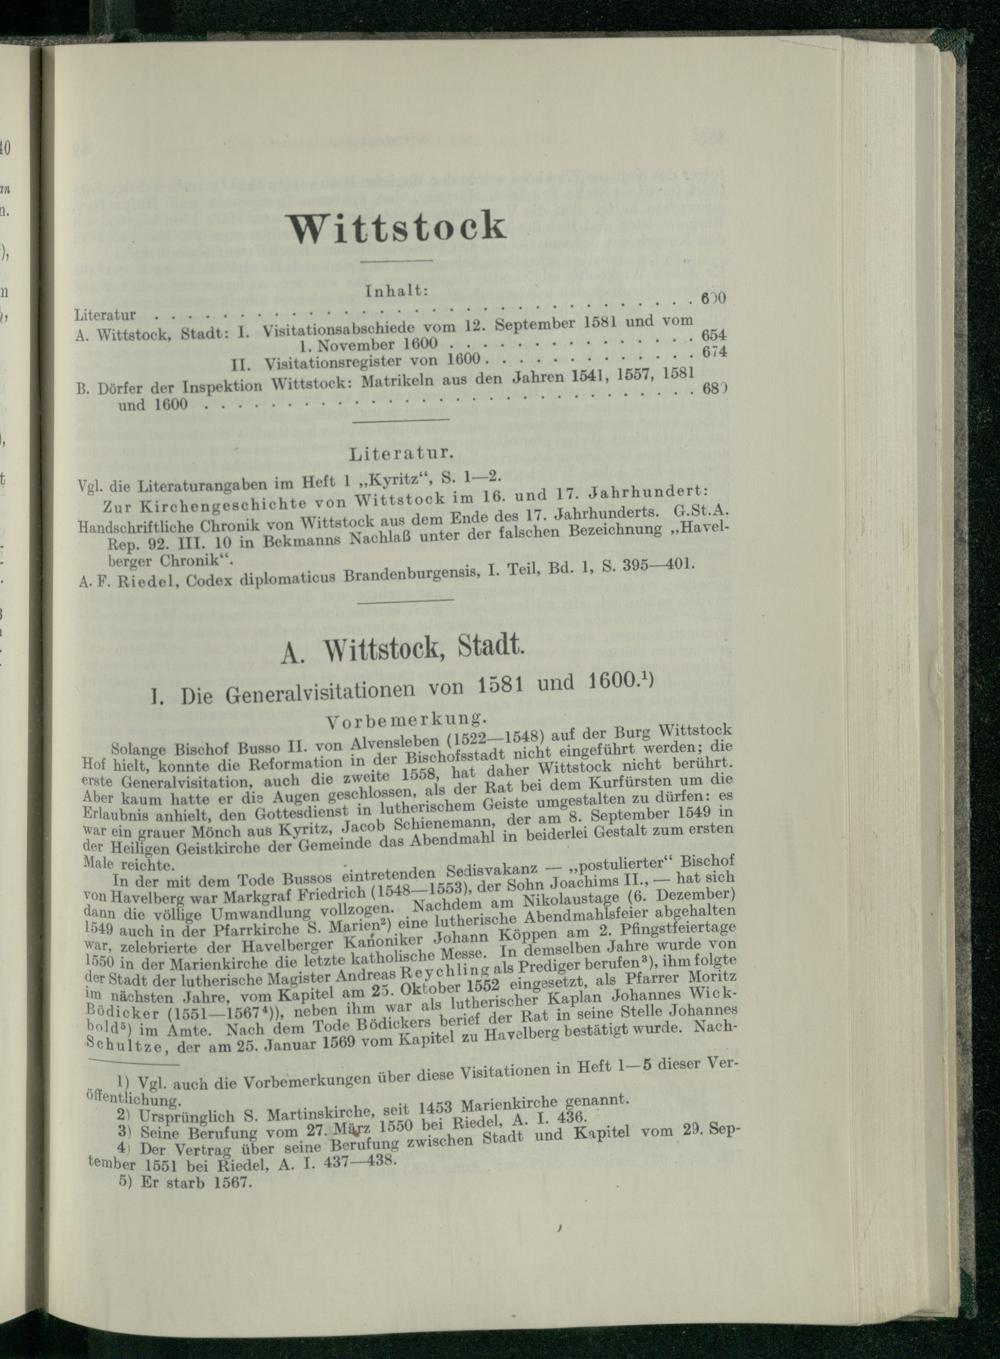 Wittstock
Inhalt:
Literatur . . . . . . . . . . . . . . . . . . . . . . . . . . . . . . . 600
A. Wittstock, Stadt: I. Visitationsabschiede vom 12. September 1581 und vom
1. November 1600 . . . . . . . . . . . . . . . 654
II. Visitationsregister von 1600 . . . . . . . . . . . . . 674
B. Dörfer der Inspektion Wittstock: Matrikeln aus den Jahren 1541, 1557, 1581
und 1600 . . . . . . . . . . . . . . . . . . . . . . . . . . . . 680
Literatur.
Vgl. die Literaturangaben im Heft 1 „Kyritz“, S. 1—2.
Zur Kirchengeschichte von Wittstock im 16. und 17. Jahrhundert:
Handschriftliche Chronik von Wittstock aus dem Ende des 17. Jahrhunderts. G.St.A.
Rep. 92. III. 10 in Bekmanns Nachlaß unter der falschen Bezeichnung „Havel-
berger Chronik“.
A. F. Riedel, Codex diplomaticus Brandenburgensis, I. Teil, Bd. 1, S. 395—401.
A. Wittstock, Stadt.
I. Die Generalvisitationen von 1581 und 1600.¹)
Vorbemerkung.
Solange Bischof Busso II. von Alvensleben (1522—1548) auf der Burg Wittstock
Hof hielt, konnte die Reformation in der Bischofsstadt nicht eingeführt werden; die
erste Generalvisitation, auch die zweite 1558, hat daher Wittstock nicht berührt.
Aber kaum hatte er die Augen geschlossen, als der Rat bei dem Kurfürsten um die
Erlaubnis anhielt, den Gottesdienst in lutherischem Geiste umgestalten zu dürfen: es
war ein grauer Mönch aus Kyritz, Jacob Schienemann, der am 8. September 1549 in
der Heiligen Geistkirche der Gemeinde das Abendmahl in beiderlei Gestalt zum ersten
Male reichte.
In der mit dem Tode Bussos eintretenden Sedisvakanz — „postulierter“ Bischof
von Havelberg war Markgraf Friedrich (1548—1553), der Sohn Joachims II., — hat sich
dann die völlige Umwandlung vollzogen. Nachdem am Nikolaustage (6. Dezember)
1549 auch in der Pfarrkirche S. Marien²) eine lutherische Abendmahlsfeier abgehalten
war, zelebrierte der Havelberger Kanoniker Johann Köppen am 2. Pfingstfeiertage
1550 in der Marienkirche die letzte katholische Messe. In demselben Jahre wurde von
der Stadt der lutherische Magister Andreas Reychling als Prediger berufen³), ihm folgte
im nächsten Jahre, vom Kapitel am 25. Oktober 1552 eingesetzt, als Pfarrer Moritz
Bödicker (1551—1567⁴)), neben ihm war als lutherischer Kaplan Johannes Wick-
bold⁵) im Amte. Nach dem Tode Bödickers berief der Rat in seine Stelle Johannes
Schultze, der am 25. Januar 1569 vom Kapitel zu Havelberg bestätigt wurde. Nach-
1) Vgl. auch die Vorbemerkungen über diese Visitationen in Heft 1—5 dieser Ver-
öffentlichung.
2) Ursprünglich S. Martinskirche, seit 1453 Marienkirche genannt.
3) Seine Berufung vom 27. März 1550 bei Riedel, A. I. 436.
4) Der Vertrag über seine Berufung zwischen Stadt und Kapitel vom 29. Sep-
tember 1551 bei Riedel, A. I. 437—438.
5) Er starb 1567.